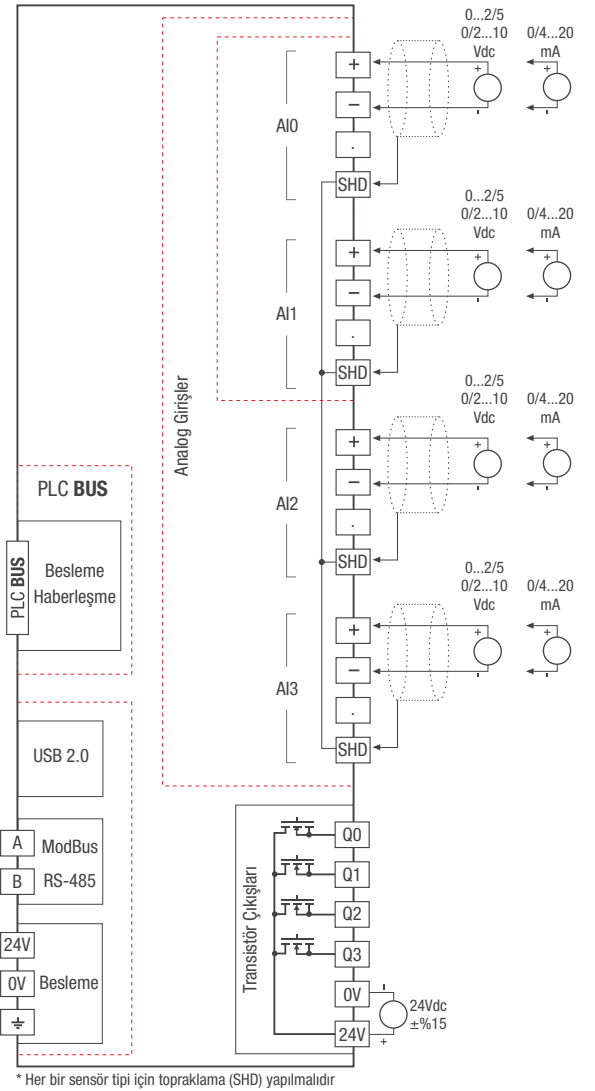 0...2/5
0/2...10
Vdc
0/4...20
mA
+
-
+
-
+
−
.
SHD
AI0
0...2/5
0/2...10
Vdc
0/4...20
mA
+
-
+
-
+
−
.
SHD
AI1
Analog Girişler
0...2/5
0/2...10
Vdc
0/4...20
mA
+
-
+
-
+
−
.
SHD
AI2
0...2/5
0/2...10
Vdc
0/4...20
mA
+
-
+
-
+
−
.
SHD
AI3
PLC BUS
PLC BUS
Besleme
Haberleşme
USB 2.0
A
B
ModBus
RS-485
24V
0V
Besleme
Transistör Çıkışları
Q0
Q1
Q2
Q3
0V
24V
-
+
24Vdc
±%15
* Her bir sensör tipi için topraklama (SHD) yapılmalıdır